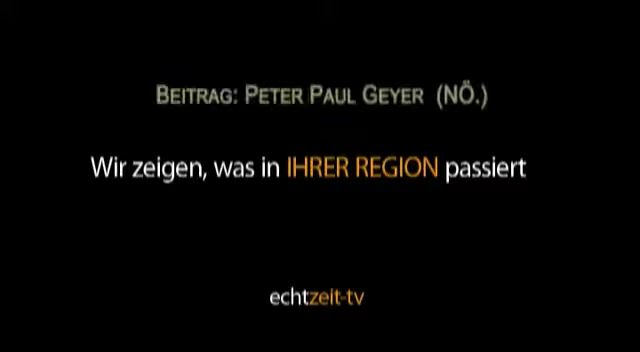 BEITRAG: PETER PAUL GEYER (NÖ.)
Wir zeigen, was in IHRER REGION passiert
echtzeit-tv